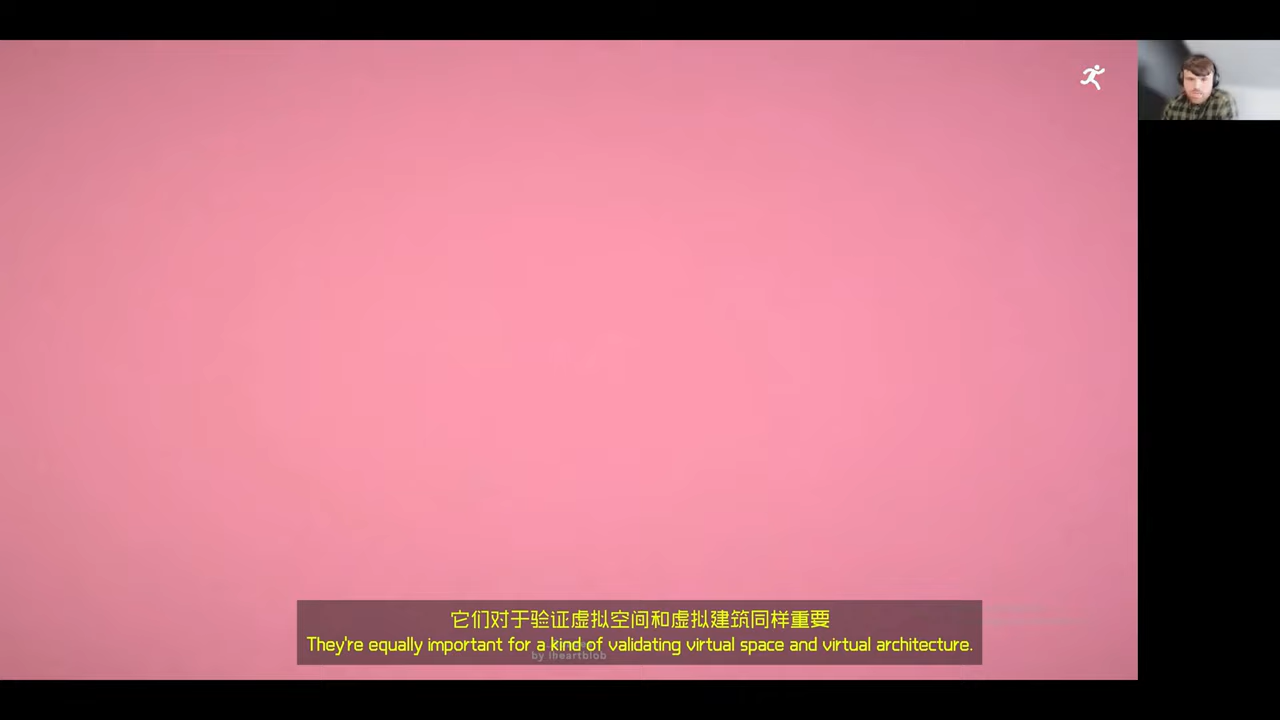 它们对于验证虚拟空间和虚拟建筑同样重要
They're equally important for a kind of validating virtual space and virtual architecture.
by iheartblob